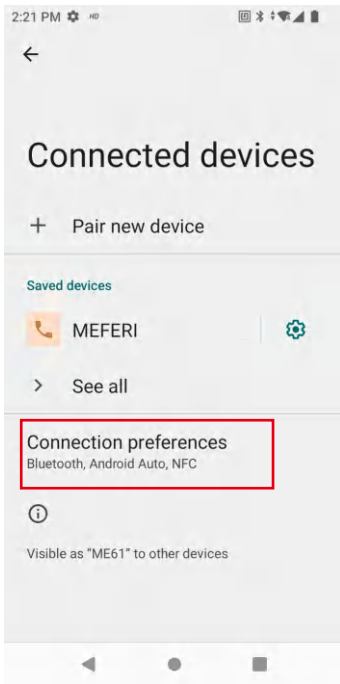 2:21 PM HD
Connected devices
Pair new device
Saved devices
MEFERI
See all
Connection preferences
Bluetooth, Android Auto, NFC
Visible as "ME61" to other devices